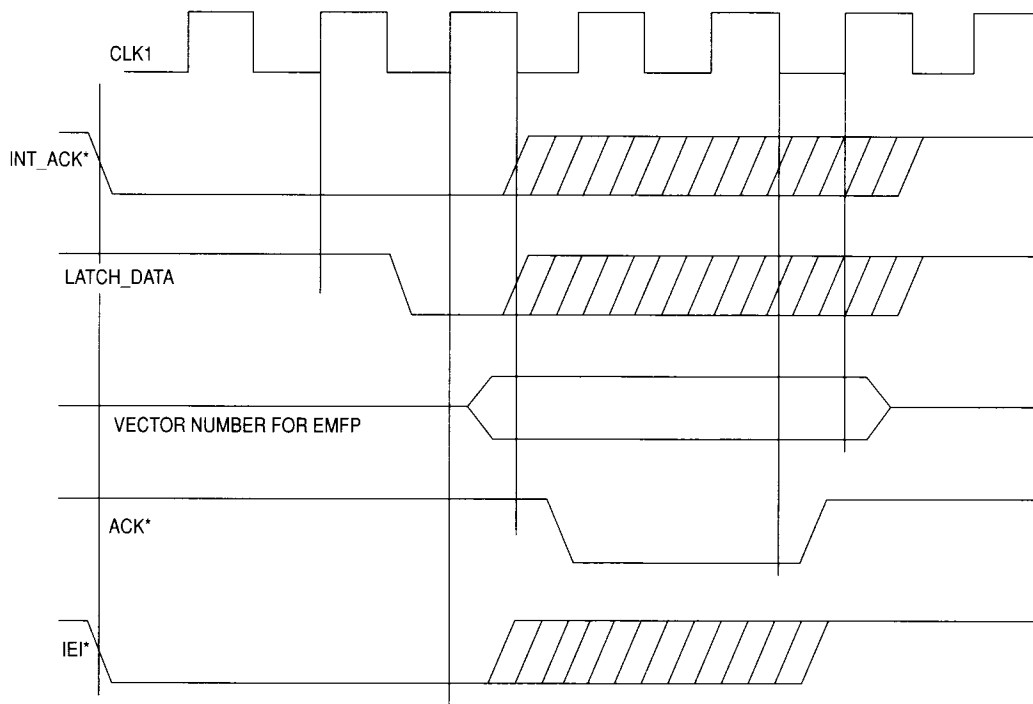 CLK1
INT_ACK*
LATCH_DATA
VECTOR NUMBER FOR EMFP
ACK*
IEI*